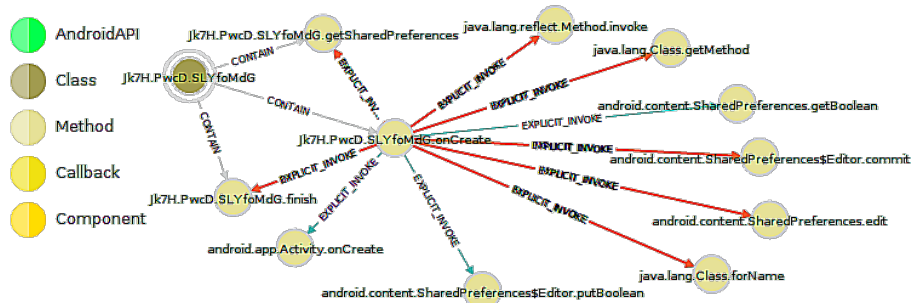 AndroidAPI
Class
Method
Callback
Component
Jk7H.PwcD.SLYfoMdG.getSharedPreferences
java.lang.reflect.Method.invoke
java.lang.Class.getMethod
CONTAIN
Jk7H.PwcD.SLYfoMdG
EXPLICIT_INV
EXPLICIT_INVOKE
EXPLICIT_INVOKE
android.content.SharedPreferences.getBoolean
CONTAIN
EXPLICIT_INVOKE
CONTAIN
Jk7H.PwcD.SLYfoMdG.onCreate
EXPLICIT_INVOKE
android.content.SharedPreferences$Editor.commit
EXPLICIT_INVOKE
EXPLICIT_INVOKE
Jk7H.PwcD.SLYfoMdG.finish
EXPLICIT_INVOKE
EXPLICIT_INVOKE
EXPLICIT_INVOKE
android.content.SharedPreferences.edit
android.app.Activity.onCreate
java.lang.Class.forName
android.content.SharedPreferences$Editor.putBoolean